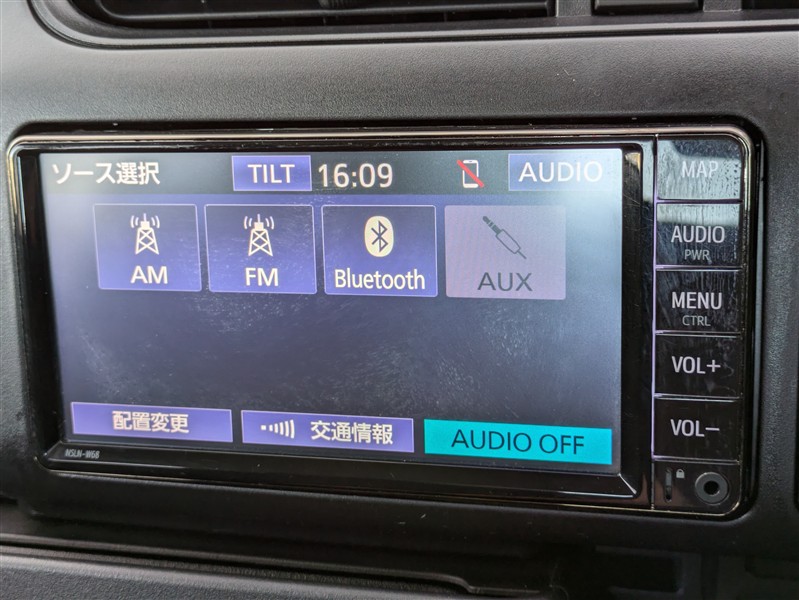 ソース選択 TILT 16:09 AUDIO
AM FM Bluetooth AUX
配置変更 交通情報 AUDIO OFF
NSLN-W68
MAP
AUDIO
PWR
MENU
CTRL
VOL+
VOL−